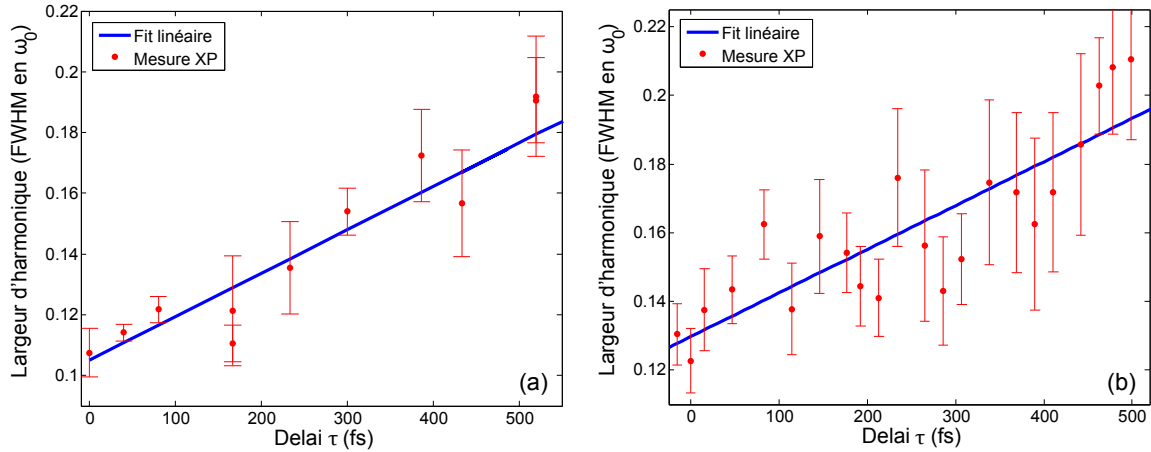 0.22
0.2
0.18
0.16
0.14
0.12
0.1
Largeur d'harmonique (FWHM en ω₀)
Fit linéaire
Mesure XP
(a)
0 100 200 300 400 500
Delai τ (fs)
0.22
0.2
0.18
0.16
0.14
0.12
Largeur d'harmonique (FWHM en ω₀)
Fit linéaire
Mesure XP
(b)
0 100 200 300 400 500
Delai τ (fs)